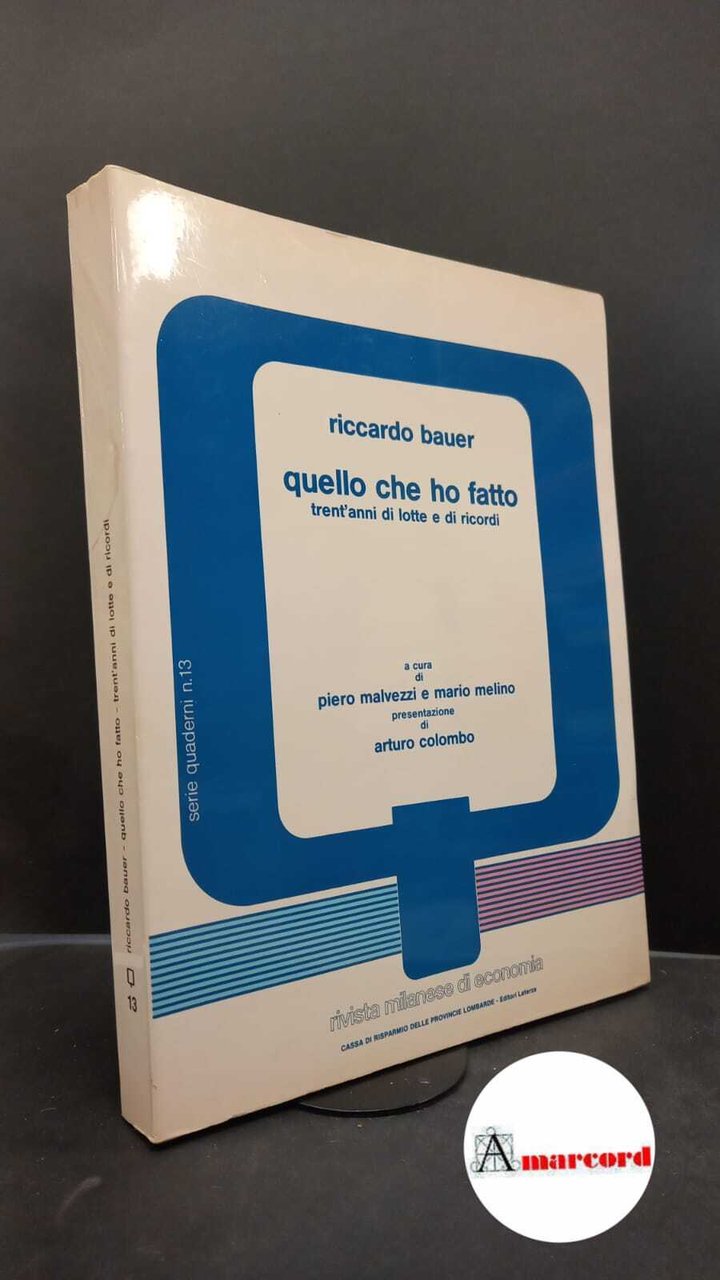 riccardo bauer
quello che ho fatto
trent'anni di lotte e di ricordi
a cura
di
piero malvezzi e mario melino
presentazione
di
arturo colombo
serie quaderni n.13
rivista milanese di economia
CASSA DI RISPARMIO DELLE PROVINCIE LOMBARDE - Editori Laterza
riccardo bauer - quello che ho fatto - trent'anni di lotte e di ricordi
13
Amarcord